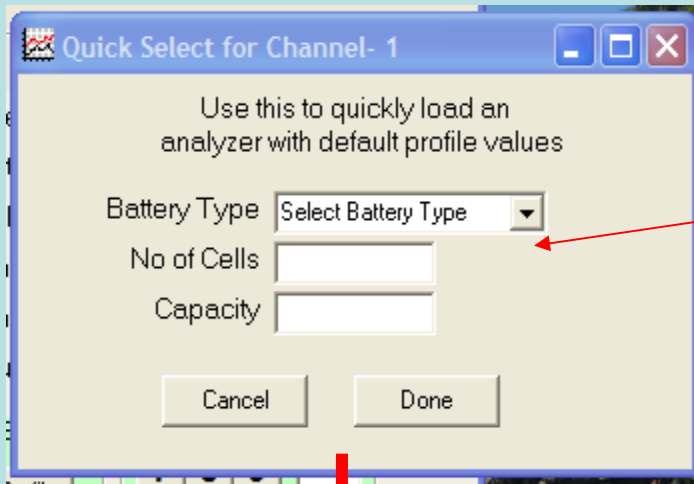 Quick Select for Channel- 1
Use this to quickly load an
analyzer with default profile values
Battery Type Select Battery Type
No of Cells
Capacity
Cancel Done